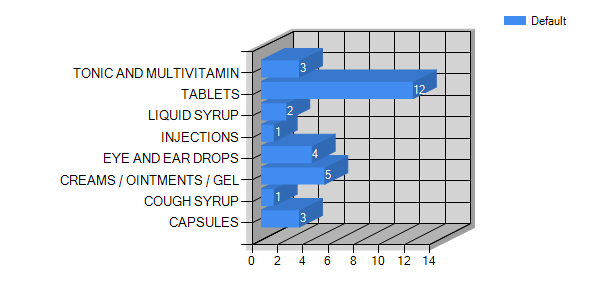 Default
TONIC AND MULTIVITAMIN 3
TABLETS 12
LIQUID SYRUP 2
INJECTIONS 1
EYE AND EAR DROPS 4
CREAMS / OINTMENTS / GEL 5
COUGH SYRUP 1
CAPSULES 3
0 2 4 6 8 10 12 14